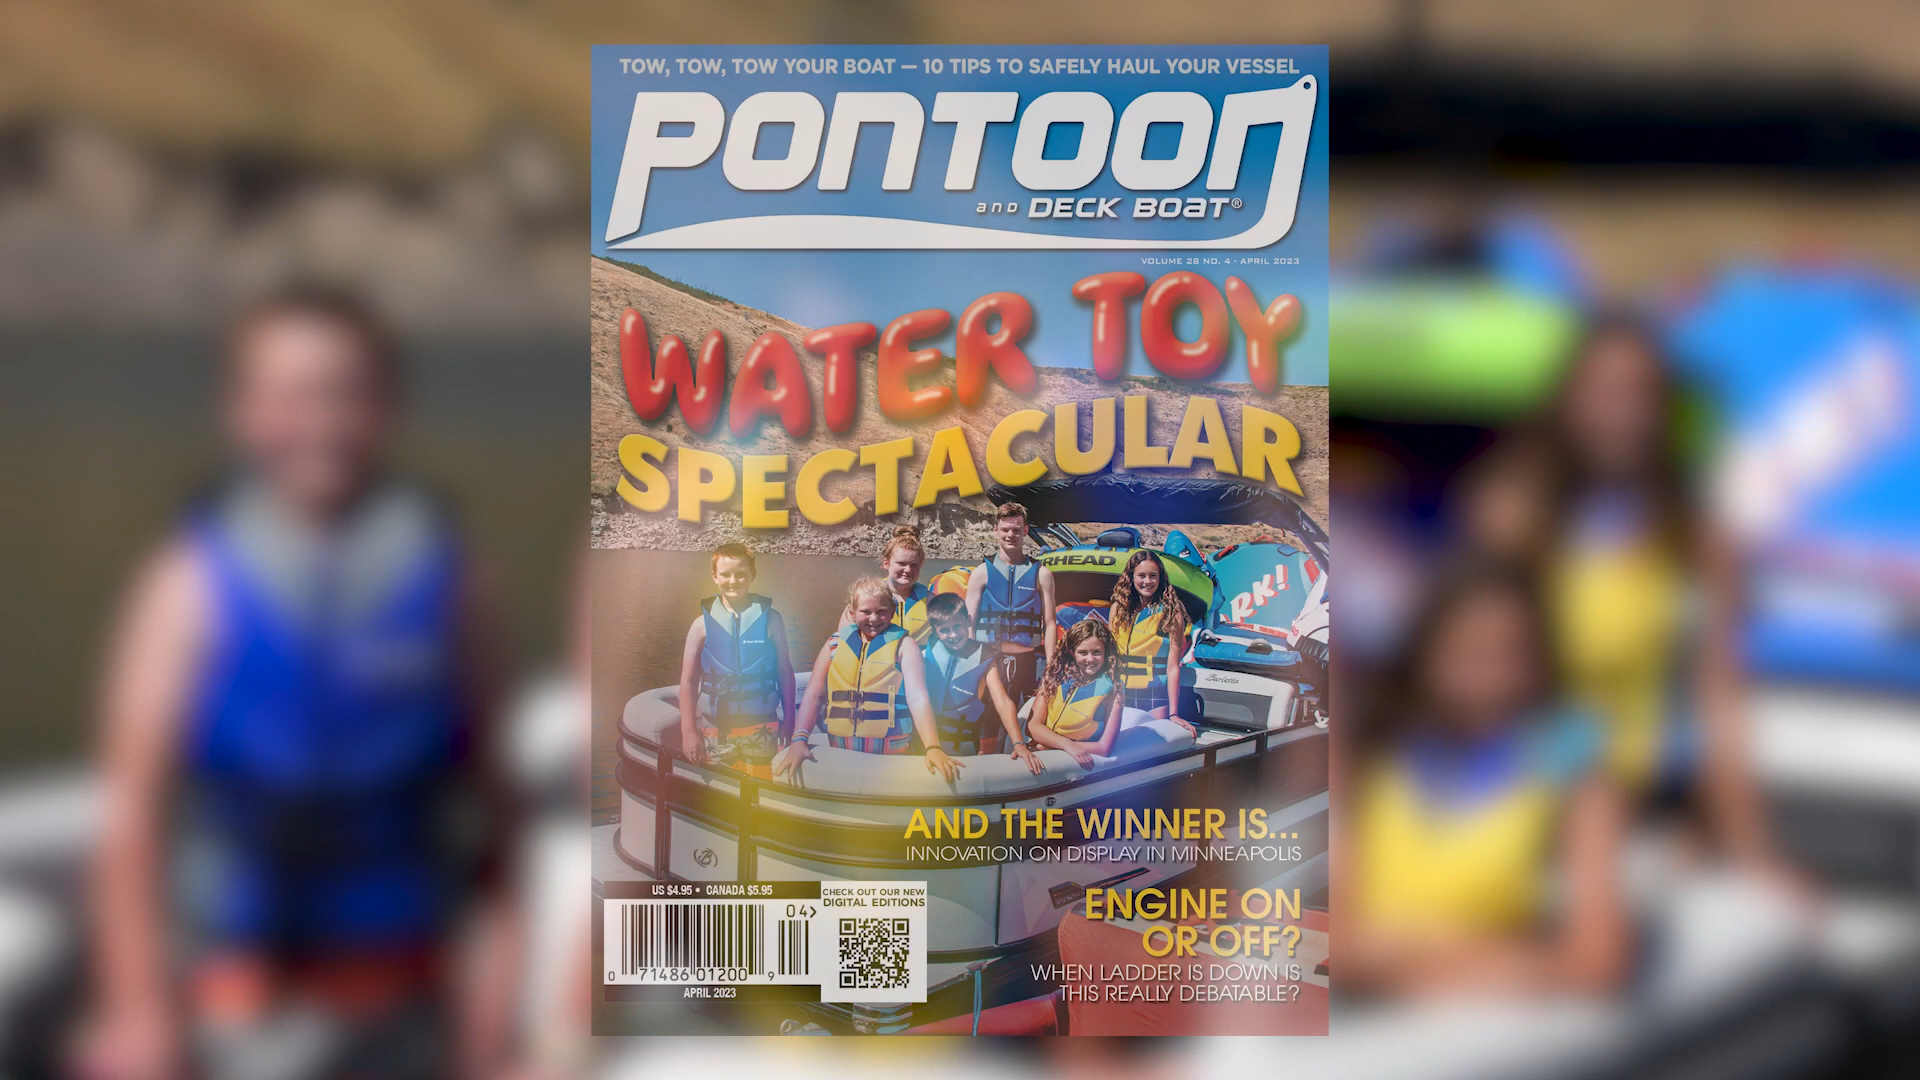 TOW, TOW, TOW YOUR BOAT — 10 TIPS TO SAFELY HAUL YOUR VESSEL
PONTOON
and DECK BOAT®
VOLUME 28 NO. 4 - APRIL 2023
WATER TOY
SPECTACULAR
RHEAD
RK!
Barletta
B
AND THE WINNER IS...
INNOVATION ON DISPLAY IN MINNEAPOLIS
ENGINE ON
OR OFF?
WHEN LADDER IS DOWN IS
THIS REALLY DEBATABLE?
US $4.95 • CANADA $5.95
CHECK OUT OUR NEW
DIGITAL EDITIONS
04>
0 71486 01200 9
APRIL 2023